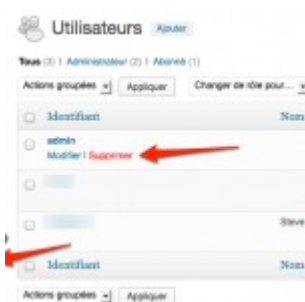 Utilisateurs Ajouter
Tous (3) | Administrateur (2) | Abonné (1)
Actions groupées Appliquer Changer de rôle pour...
Identifiant Nom
admin
Modifier | Supprimer
Steve
Identifiant Nom
Actions groupées Appliquer